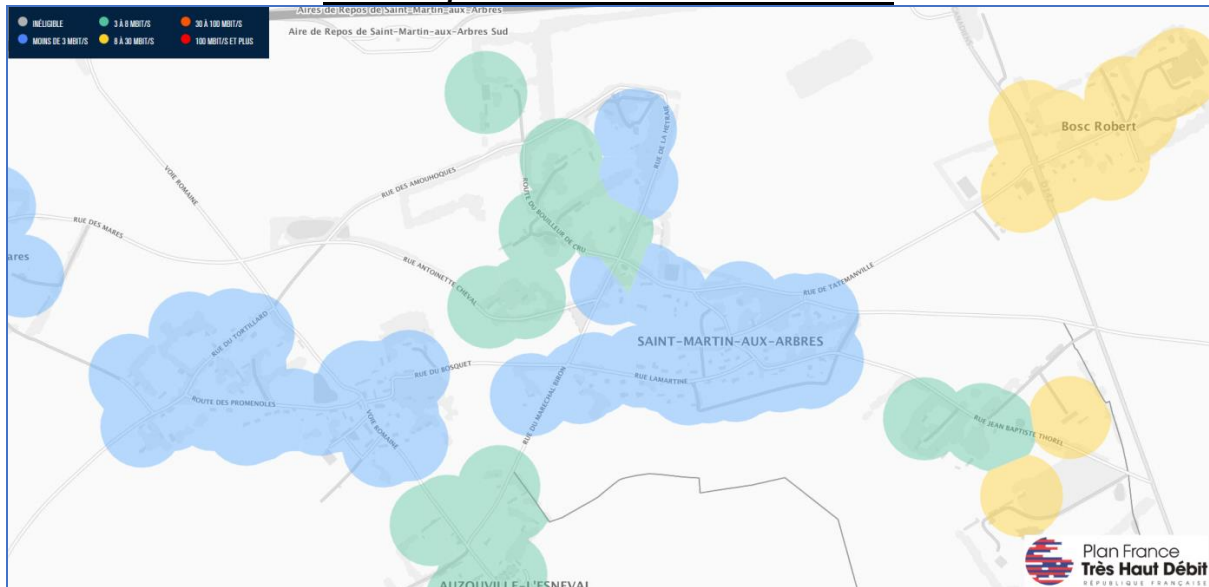 Aires de Repos de Saint-Martin-aux-Arbres
Aire de Repos de Saint-Martin-aux-Arbres Sud
INÉLIGIBLE
3 À 8 MBIT/S
30 À 100 MBIT/S
MOINS DE 3 MBIT/S
8 À 30 MBIT/S
100 MBIT/S ET PLUS
Bosc Robert
RUE DE LA HETRAIE
VOIE ROMAINE
RUE DES AMOUHOQUES
ROUTE DU BOUILLEUR DE CRU
RUE DES MARES
ares
RUE ANTOINETTE CHEVAL
RUE DE TATEMANVILLE
RUE DU TORTILLARD
SAINT-MARTIN-AUX-ARBRES
RUE DU BOSQUET
RUE LAMARTINE
ROUTE DES PROMENOLES
RUE DU MARECHAL BIRON
VOIE ROMAINE
RUE JEAN BAPTISTE THOREL
AUZOUVILLE-L'ESNEVAL
Plan France
Très Haut Débit
RÉPUBLIQUE FRANÇAISE